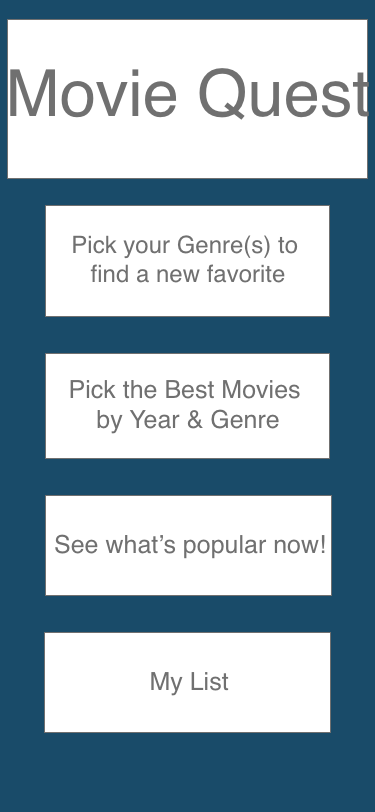 Movie Quest
Pick your Genre(s) to
find a new favorite
Pick the Best Movies
by Year & Genre
See what’s popular now!
My List